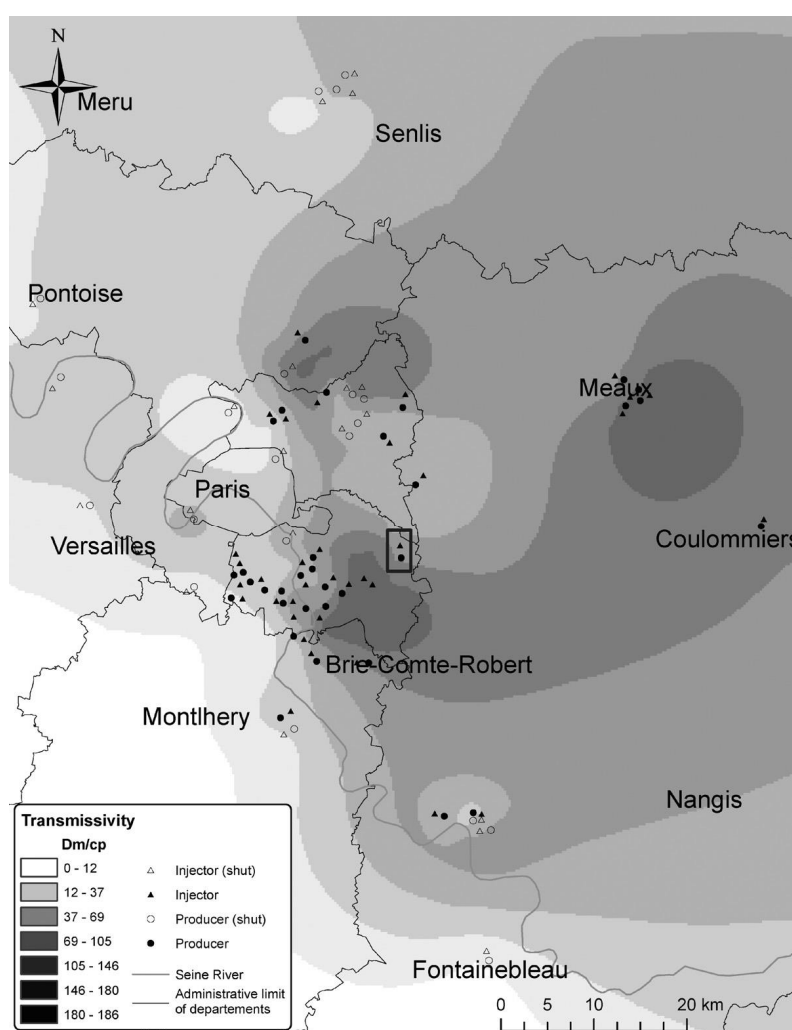 N
Meru
Senlis
Pontoise
Meaux
Paris
Versailles
Coulommiers
Brie-Comte-Robert
Montlhery
Nangis
Fontainebleau
Transmissivity
Dm/cp
0 - 12
12 - 37
37 - 69
69 - 105
105 - 146
146 - 180
180 - 186
Injector (shut)
Injector
Producer (shut)
Producer
Seine River
Administrative limit
of departements
0 5 10 20 km